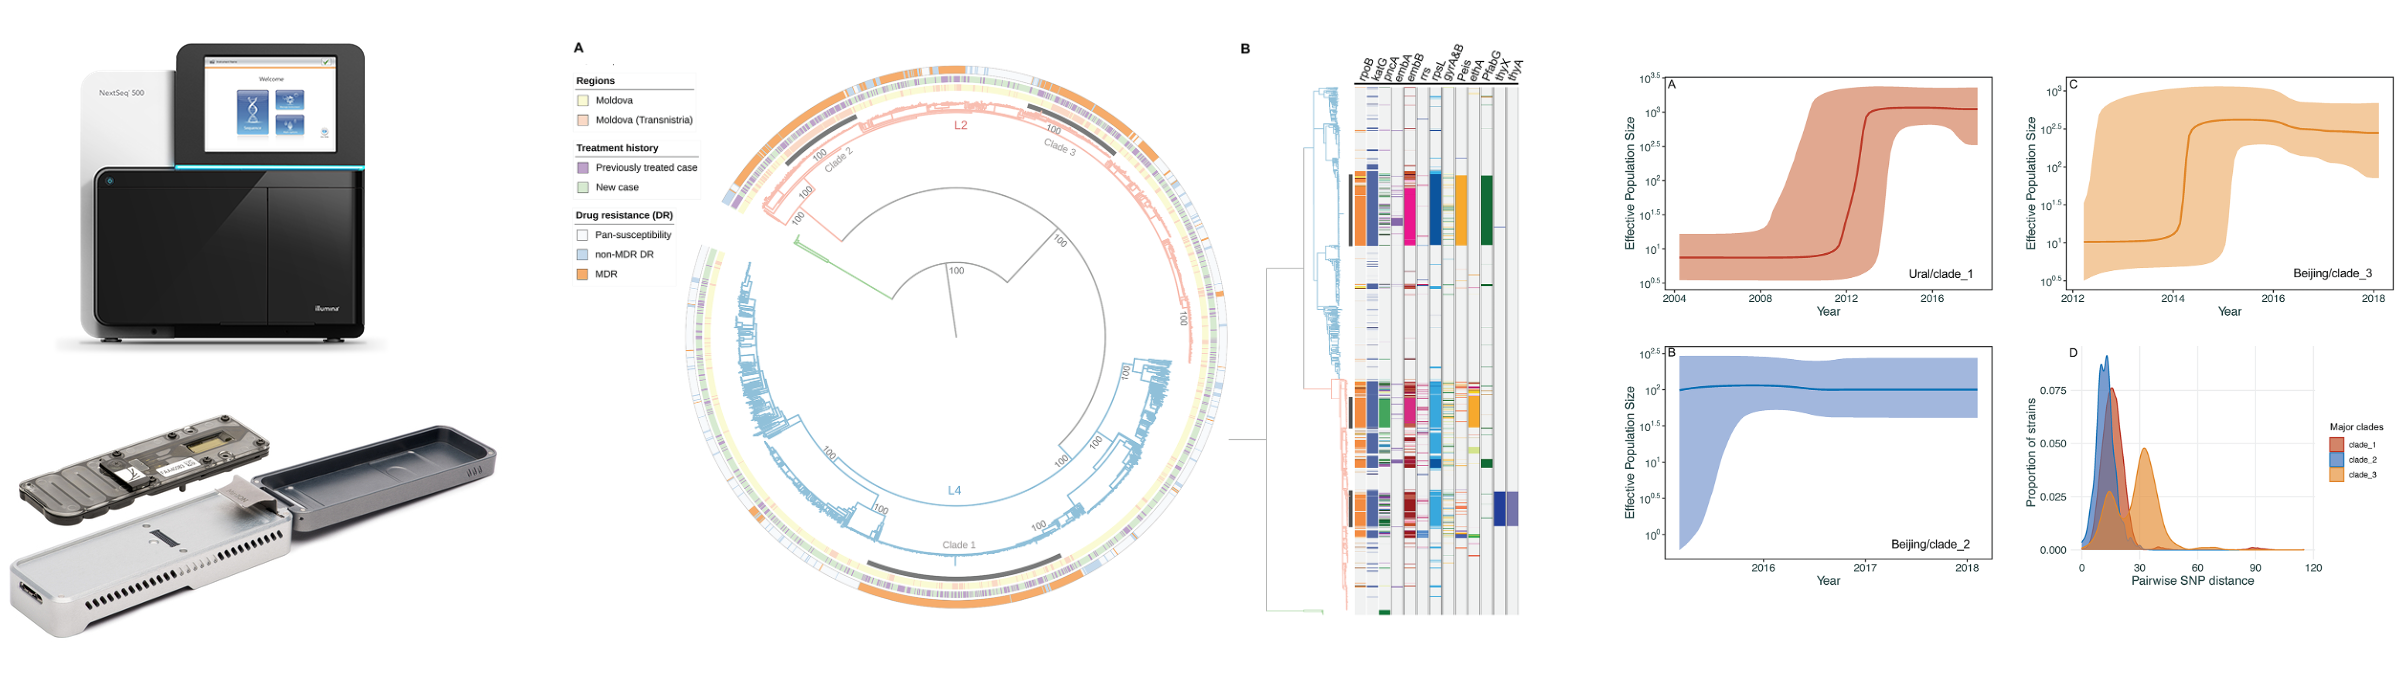 NextSeq 500
Welcome
illumina
A
Regions
Moldova
Moldova (Transnistria)
Treatment history
Previously treated case
New case
Drug resistance (DR)
Pan-susceptibility
non-MDR DR
MDR
L2
100
Clade 2
100
Clade 3
100
100
100
100
100
100
100
100
100
100
L4
Clade 1
B
rpoB
katG
pncA
embA
embB
rrs
rpsL
gyrA&B
Peis
ethA
PfabG
thyX
thyA
A
Effective Population Size
10^3.5
10^3
10^2.5
10^2
10^1.5
10^1
10^0.5
Ural/clade_1
2004 2008 2012 2016
Year
C
Effective Population Size
10^3
10^2.5
10^2
10^1.5
10^1
10^0.5
Beijing/clade_3
2012 2014 2016 2018
Year
B
Effective Population Size
10^2.5
10^2
10^1.5
10^1
10^0.5
10^0
Beijing/clade_2
2016 2017 2018
Year
D
Proportion of strains
0.075
0.050
0.025
0.000
0 30 60 90 120
Pairwise SNP distance
Major clades
clade_1
clade_2
clade_3